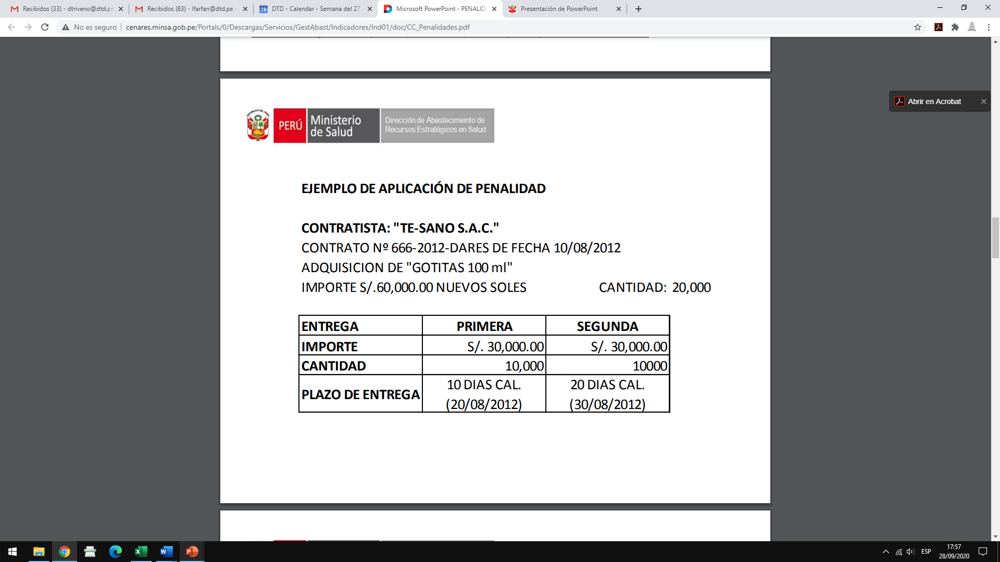 Recibidos (33) - dtriveno@dtd.pe
Recibidos (83) - lfarfan@dtd.pe -
DTD - Calendar - Semana del 27
Microsoft PowerPoint - PENALID
Presentación de PowerPoint
No es seguro
cenares.minsa.gob.pe/Portals/0/Descargas/Servicios/GestAbast/Indicadores/Ind01/doc/CC_Penalidades.pdf
Abrir en Acrobat
REPUBLICA DEL PERU
PERÚ
Ministerio
de Salud
Dirección de Abastecimiento de
Recursos Estratégicos en Salud
EJEMPLO DE APLICACIÓN DE PENALIDAD
CONTRATISTA: "TE-SANO S.A.C."
CONTRATO Nº 666-2012-DARES DE FECHA 10/08/2012
ADQUISICION DE "GOTITAS 100 ml"
IMPORTE S/.60,000.00 NUEVOS SOLES CANTIDAD: 20,000
ENTREGA PRIMERA SEGUNDA
IMPORTE S/. 30,000.00 S/. 30,000.00
CANTIDAD 10,000 10000
PLAZO DE ENTREGA 10 DIAS CAL. 20 DIAS CAL.
(20/08/2012) (30/08/2012)
ESP
17:57
28/09/2020